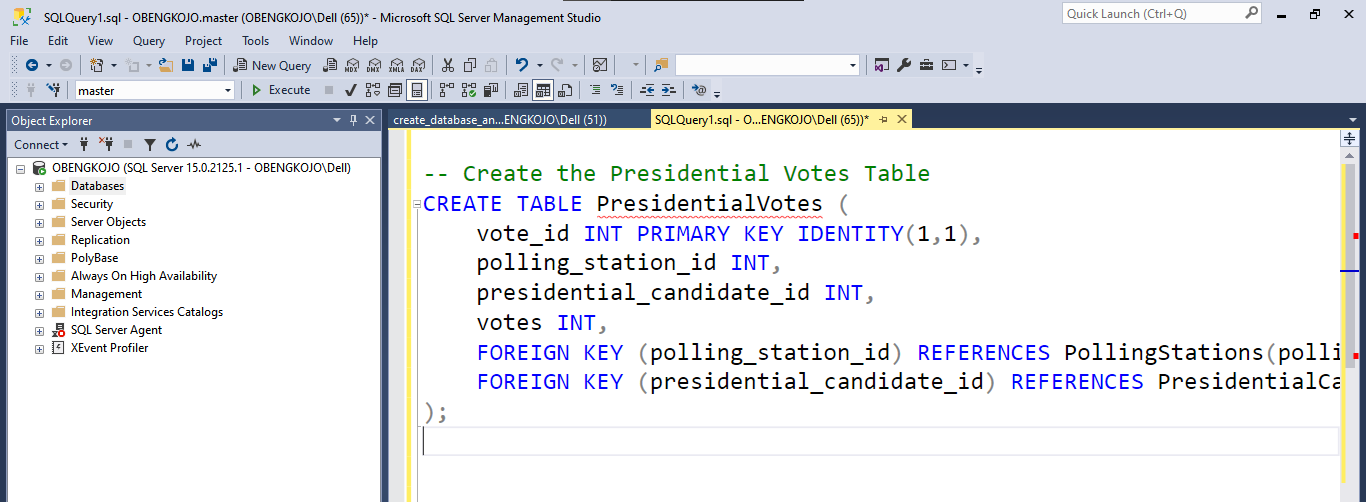 SQLQuery1.sql - OBENGKOJO.master (OBENGKOJO\Dell (65))* - Microsoft SQL Server Management Studio
Quick Launch (Ctrl+Q)
File Edit View Query Project Tools Window Help
New Query MDX DMX XMLA DAX
master Execute
Object Explorer
Connect
OBENGKOJO (SQL Server 15.0.2125.1 - OBENGKOJO\Dell)
Databases
Security
Server Objects
Replication
PolyBase
Always On High Availability
Management
Integration Services Catalogs
SQL Server Agent
XEvent Profiler
create_database_an...ENGKOJO\Dell (51)) SQLQuery1.sql - O...ENGKOJO\Dell (65))*
-- Create the Presidential Votes Table
CREATE TABLE PresidentialVotes (
vote_id INT PRIMARY KEY IDENTITY(1,1),
polling_station_id INT,
presidential_candidate_id INT,
votes INT,
FOREIGN KEY (polling_station_id) REFERENCES PollingStations(polli
FOREIGN KEY (presidential_candidate_id) REFERENCES PresidentialCa
);